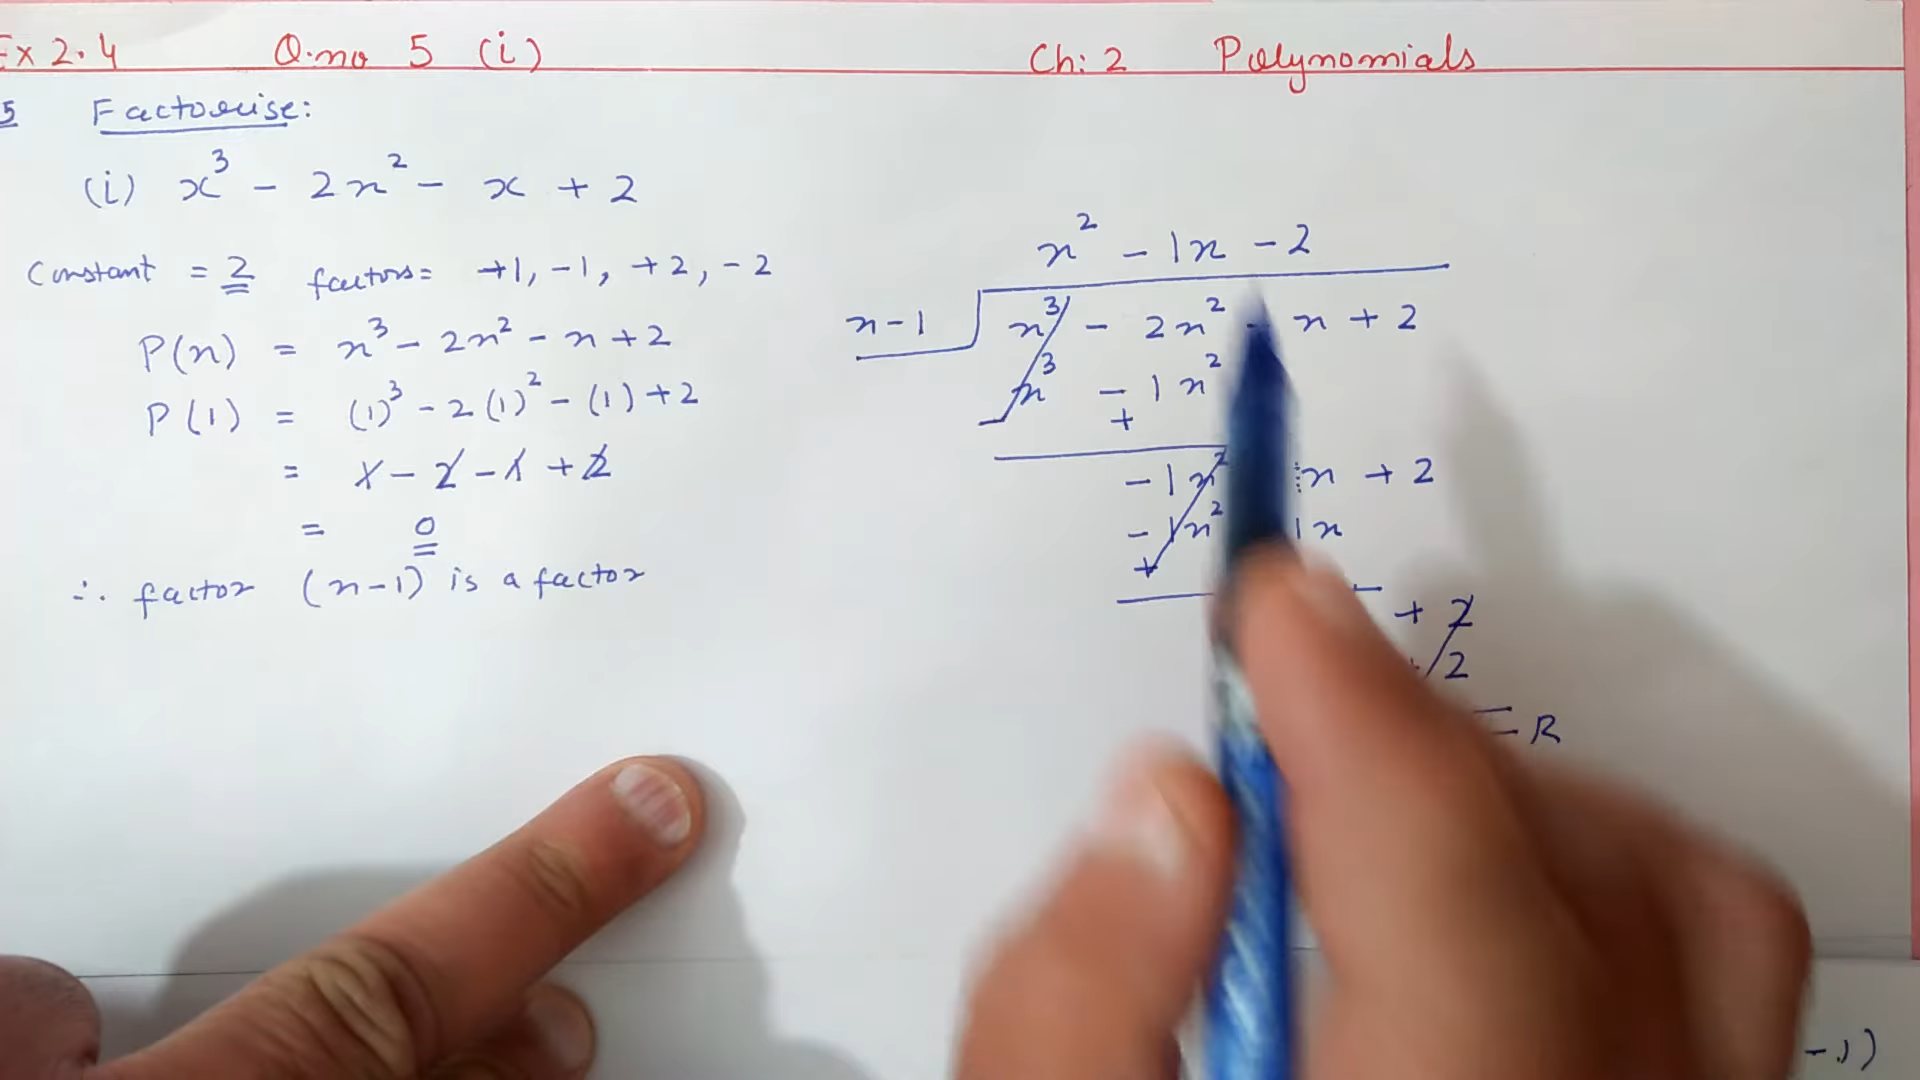 Ex 2.4 Q.no 5 (i) Ch: 2 Polynomials
5 Factorise:
(i) x³ - 2x² - x + 2
Constant = 2 factors = +1, -1, +2, -2
P(x) = x³ - 2x² - x + 2
P(1) = (1)³ - 2(1)² - (1) + 2
= 1 - 2 - 1 + 2
= 0
∴ factor (x-1) is a factor
x² - 1x - 2
x-1 x³ - 2x² - x + 2
x³ - 1x²
- +
-1x² x + 2
-1x² 1x
+
+ 2
+ 2
= R
-1)